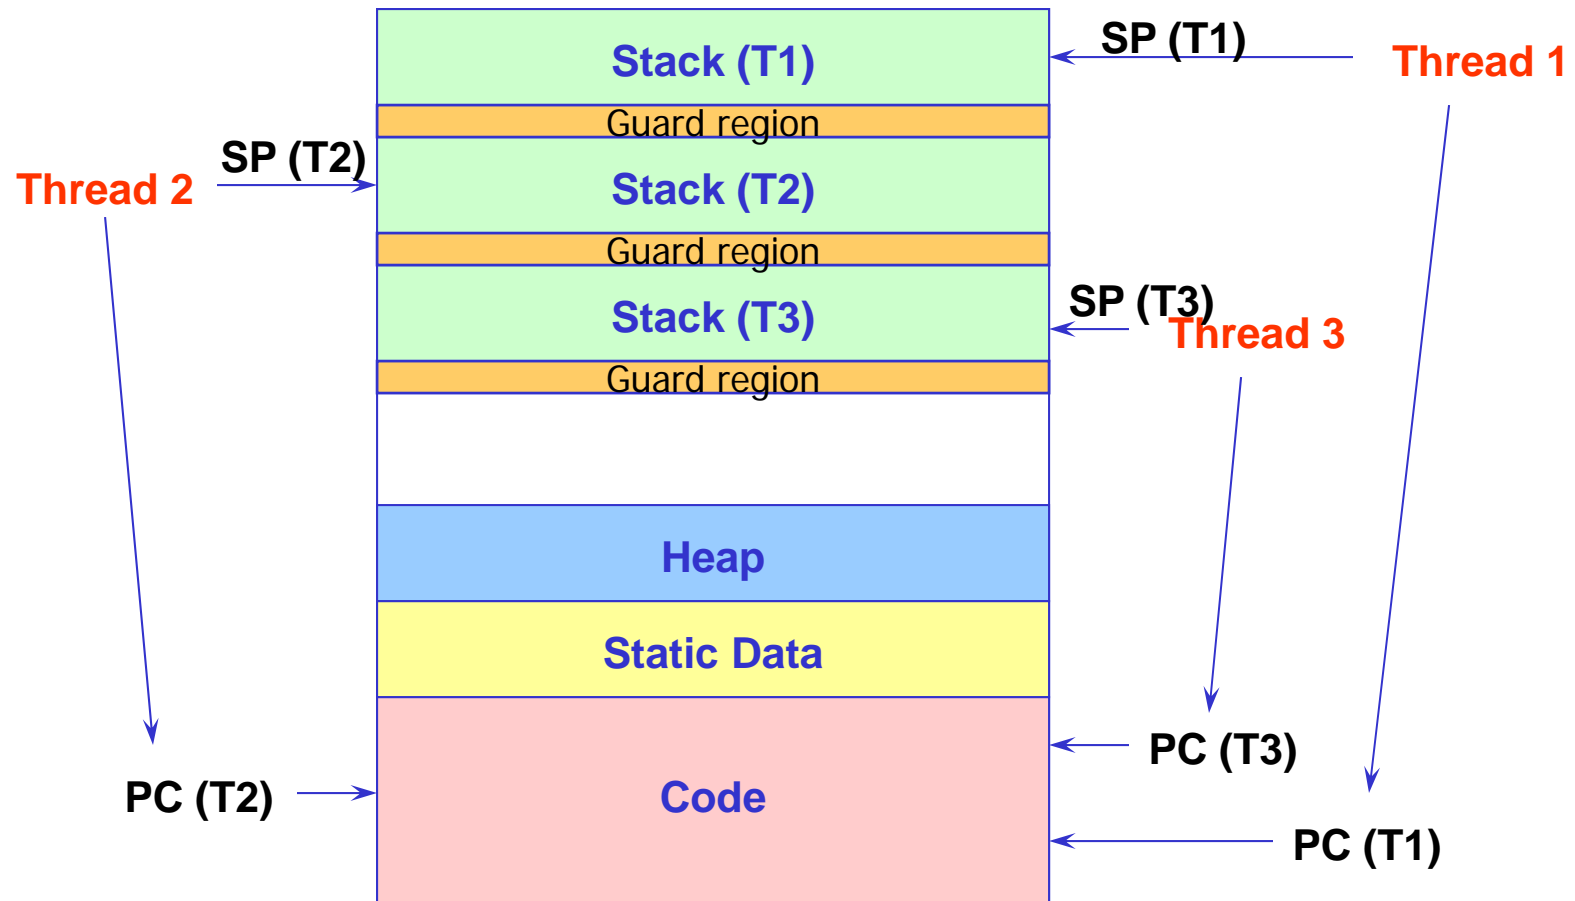 SP (T1)
Stack (T1)
Thread 1
Guard region
SP (T2)
Thread 2
Stack (T2)
Guard region
SP (T3)
Stack (T3)
Thread 3
Guard region
Heap
Static Data
PC (T3)
PC (T2)
Code
PC (T1)